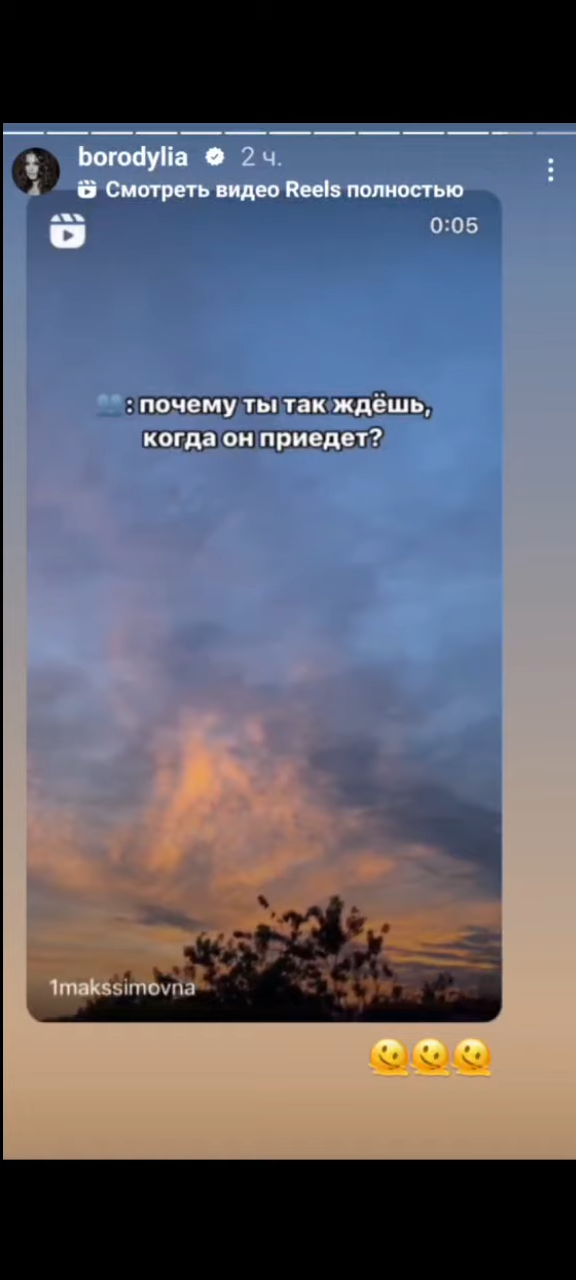 borodylia 2 ч.
Смотреть видео Reels полностью
0:05
👥: почему ты так ждёшь,
когда он приедет?
1makssimovna
🫠🫠🫠